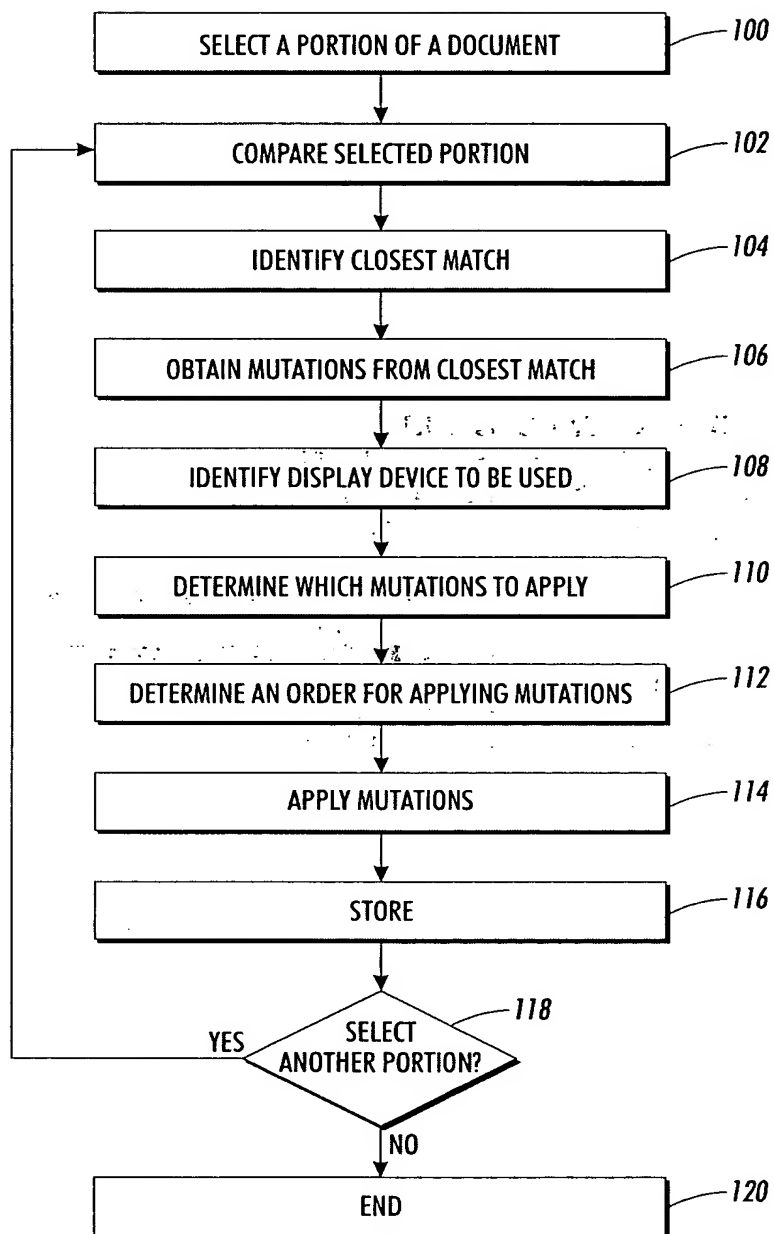 SELECT A PORTION OF A DOCUMENT
100
COMPARE SELECTED PORTION
102
IDENTIFY CLOSEST MATCH
104
OBTAIN MUTATIONS FROM CLOSEST MATCH
106
IDENTIFY DISPLAY DEVICE TO BE USED
108
DETERMINE WHICH MUTATIONS TO APPLY
110
DETERMINE AN ORDER FOR APPLYING MUTATIONS
112
APPLY MUTATIONS
114
STORE
116
118
YES
SELECT
ANOTHER PORTION?
NO
END
120